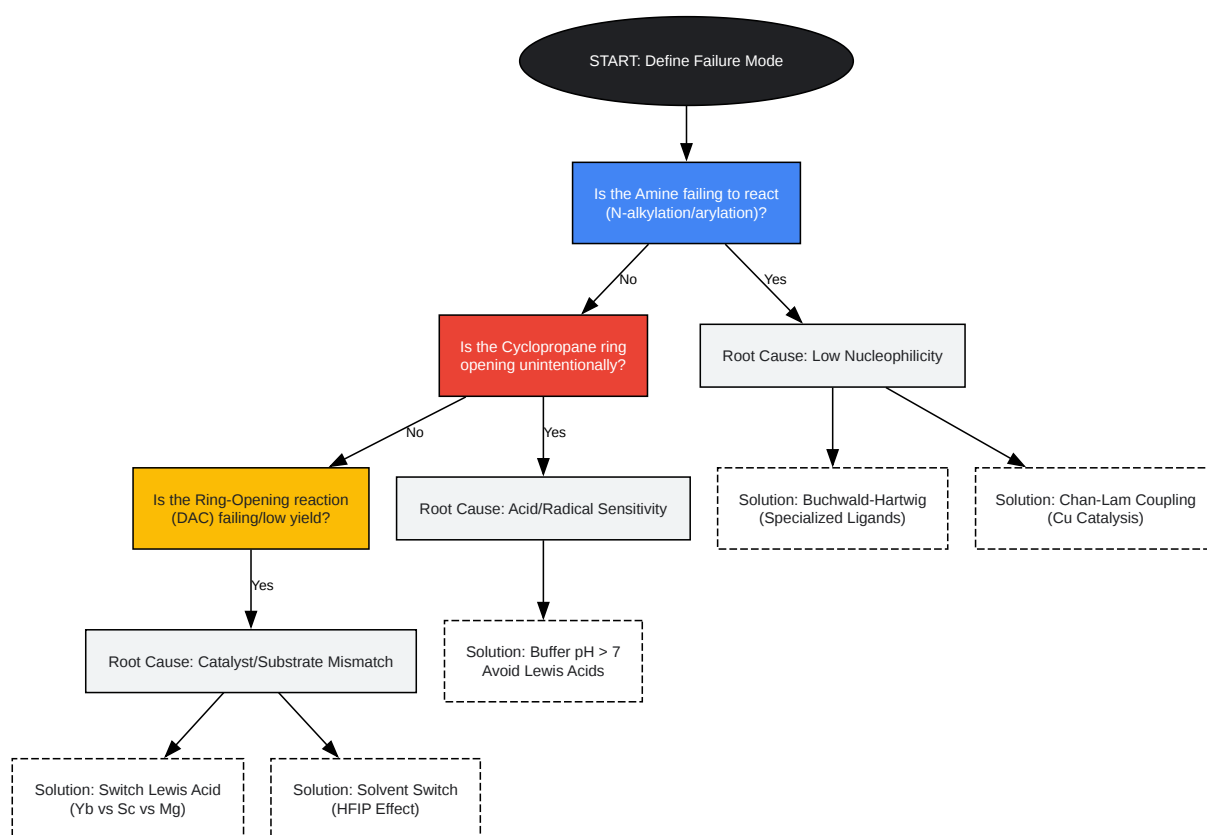 START: Define Failure Mode
Is the Amine failing to react
(N-alkylation/arylation)?
No
Yes
Is the Cyclopropane ring
opening unintentionally?
Root Cause: Low Nucleophilicity
No
Yes
Is the Ring-Opening reaction
(DAC) failing/low yield?
Root Cause: Acid/Radical Sensitivity
Solution: Buchwald-Hartwig
(Specialized Ligands)
Solution: Chan-Lam Coupling
(Cu Catalysis)
Yes
Root Cause: Catalyst/Substrate Mismatch
Solution: Buffer pH > 7
Avoid Lewis Acids
Solution: Switch Lewis Acid
(Yb vs Sc vs Mg)
Solution: Solvent Switch
(HFIP Effect)